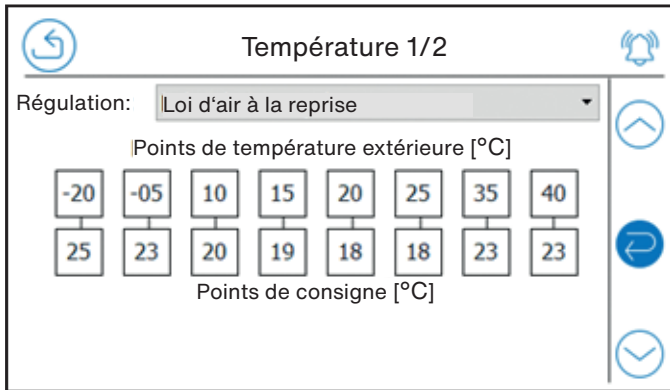 Température 1/2
Régulation: Loi d‘air à la reprise
Points de température extérieure [°C]
-20 -05 10 15 20 25 35 40
25 23 20 19 18 18 23 23
Points de consigne [°C]